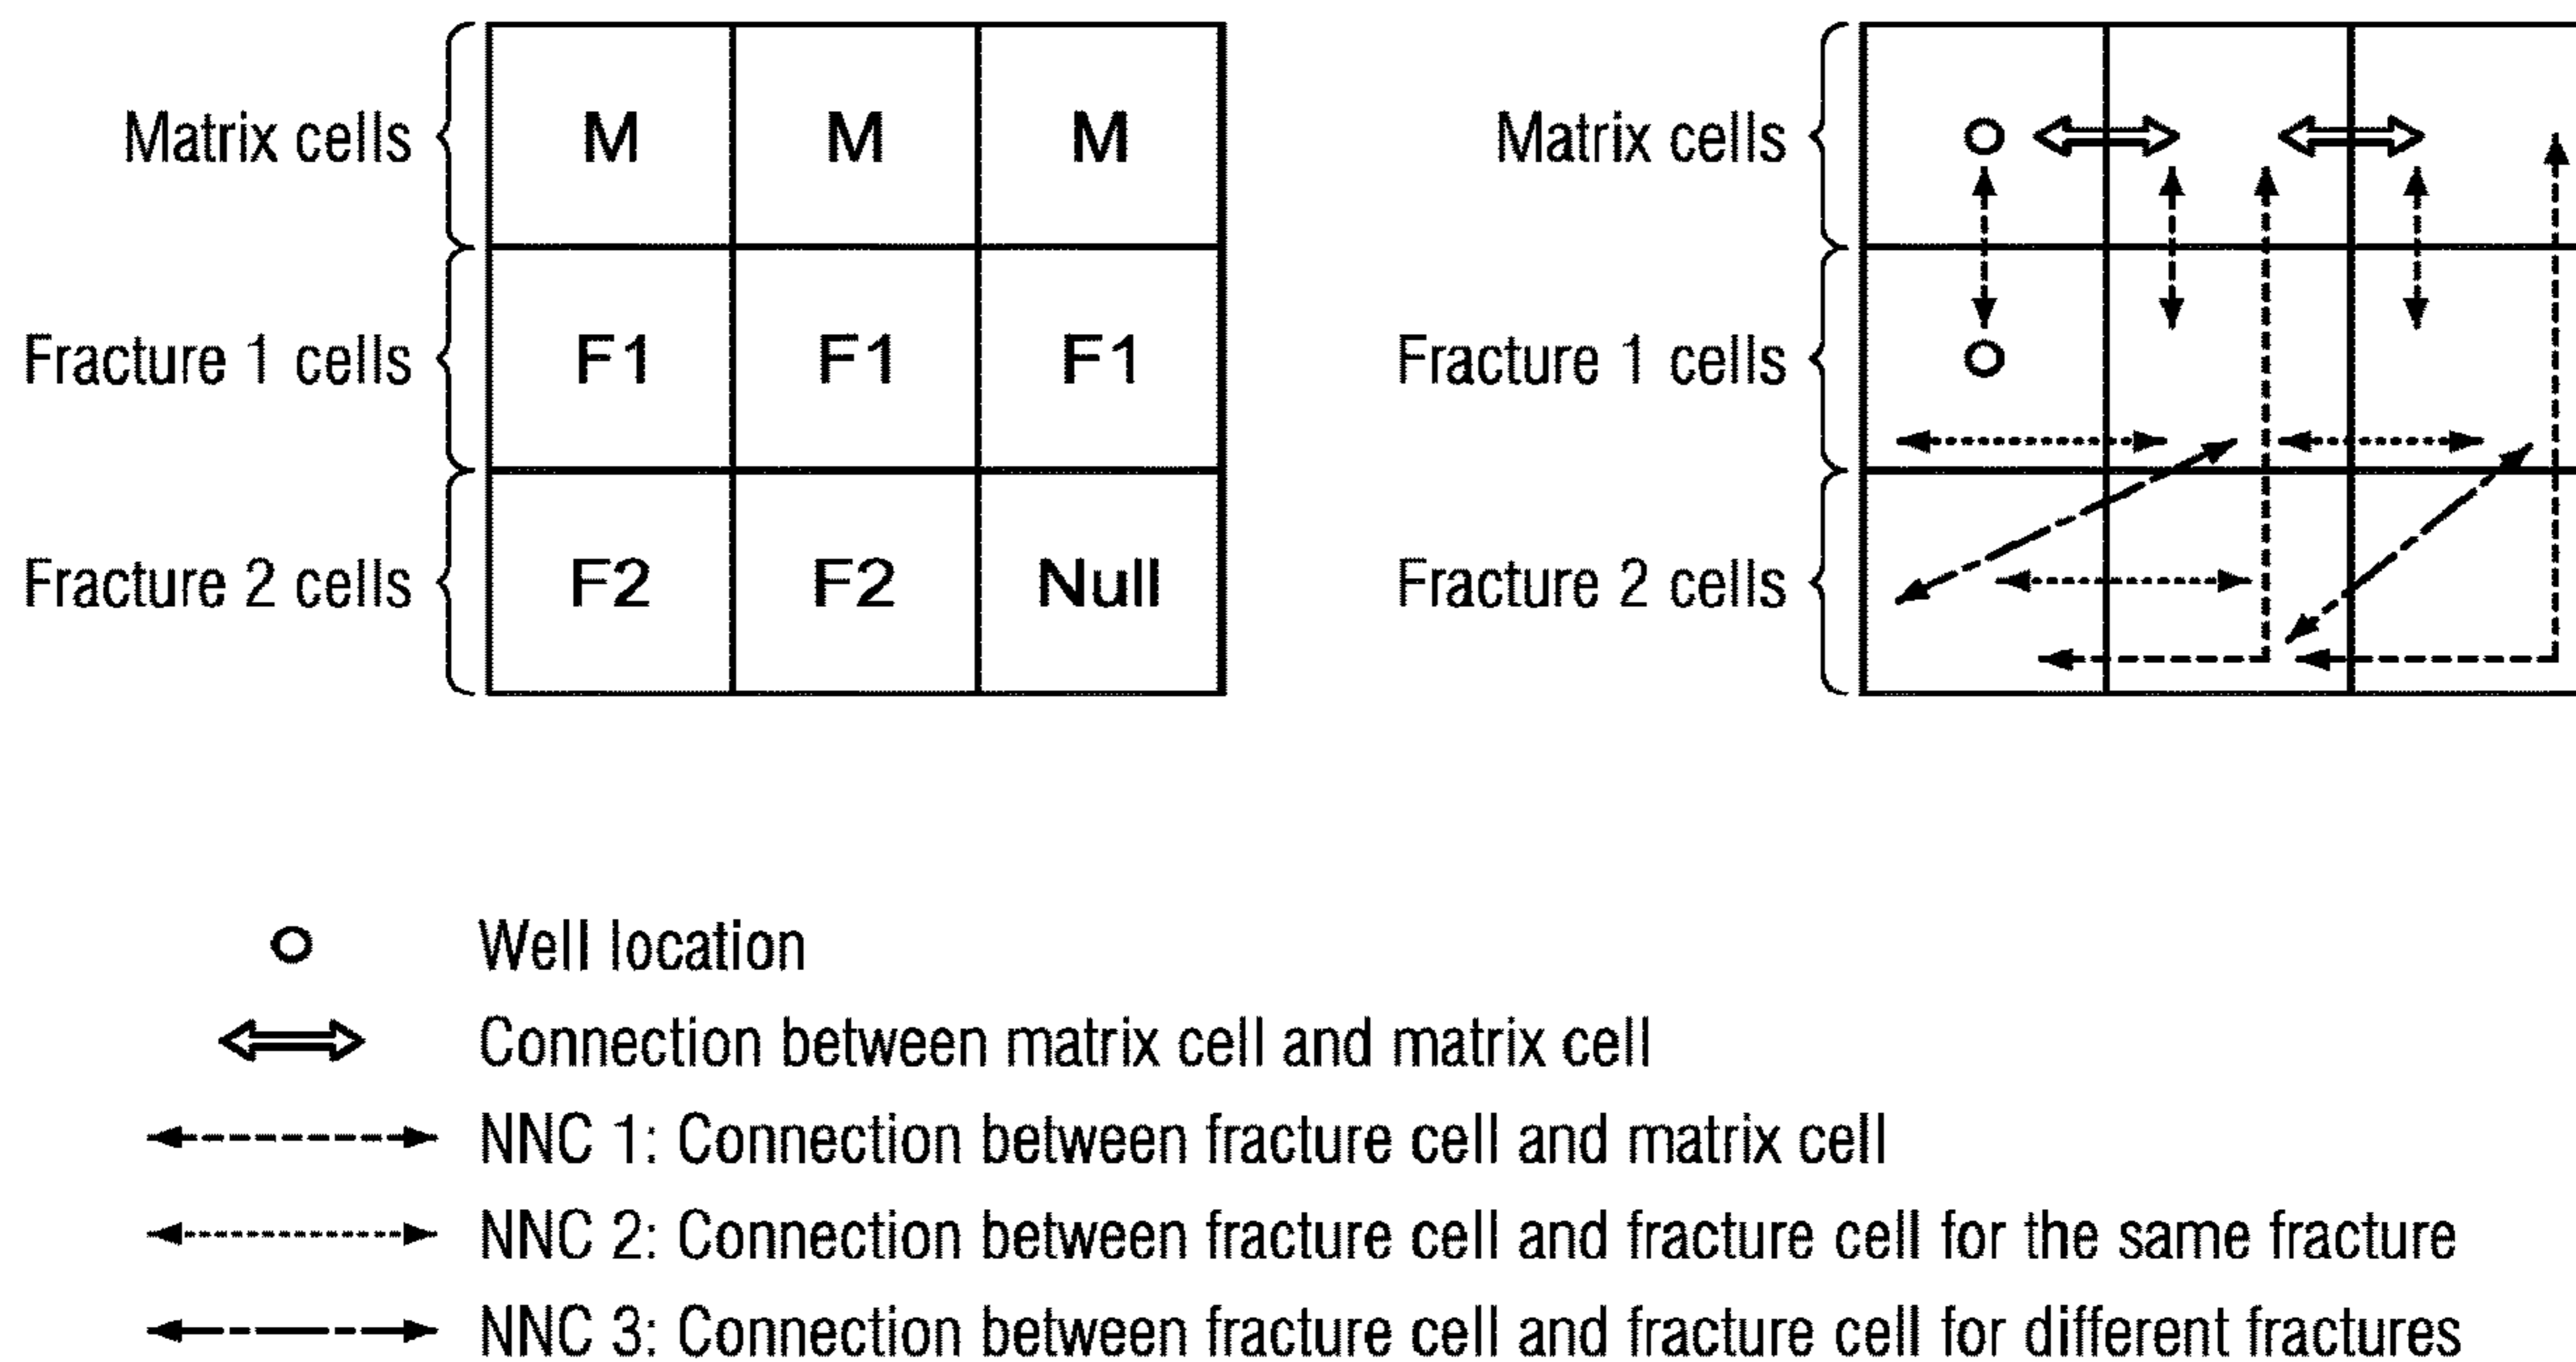 Matrix cells
M M M
Fracture 1 cells
F1 F1 F1
Fracture 2 cells
F2 F2 Null
Matrix cells
Fracture 1 cells
Fracture 2 cells
Well location
Connection between matrix cell and matrix cell
NNC 1: Connection between fracture cell and matrix cell
NNC 2: Connection between fracture cell and fracture cell for the same fracture
NNC 3: Connection between fracture cell and fracture cell for different fractures